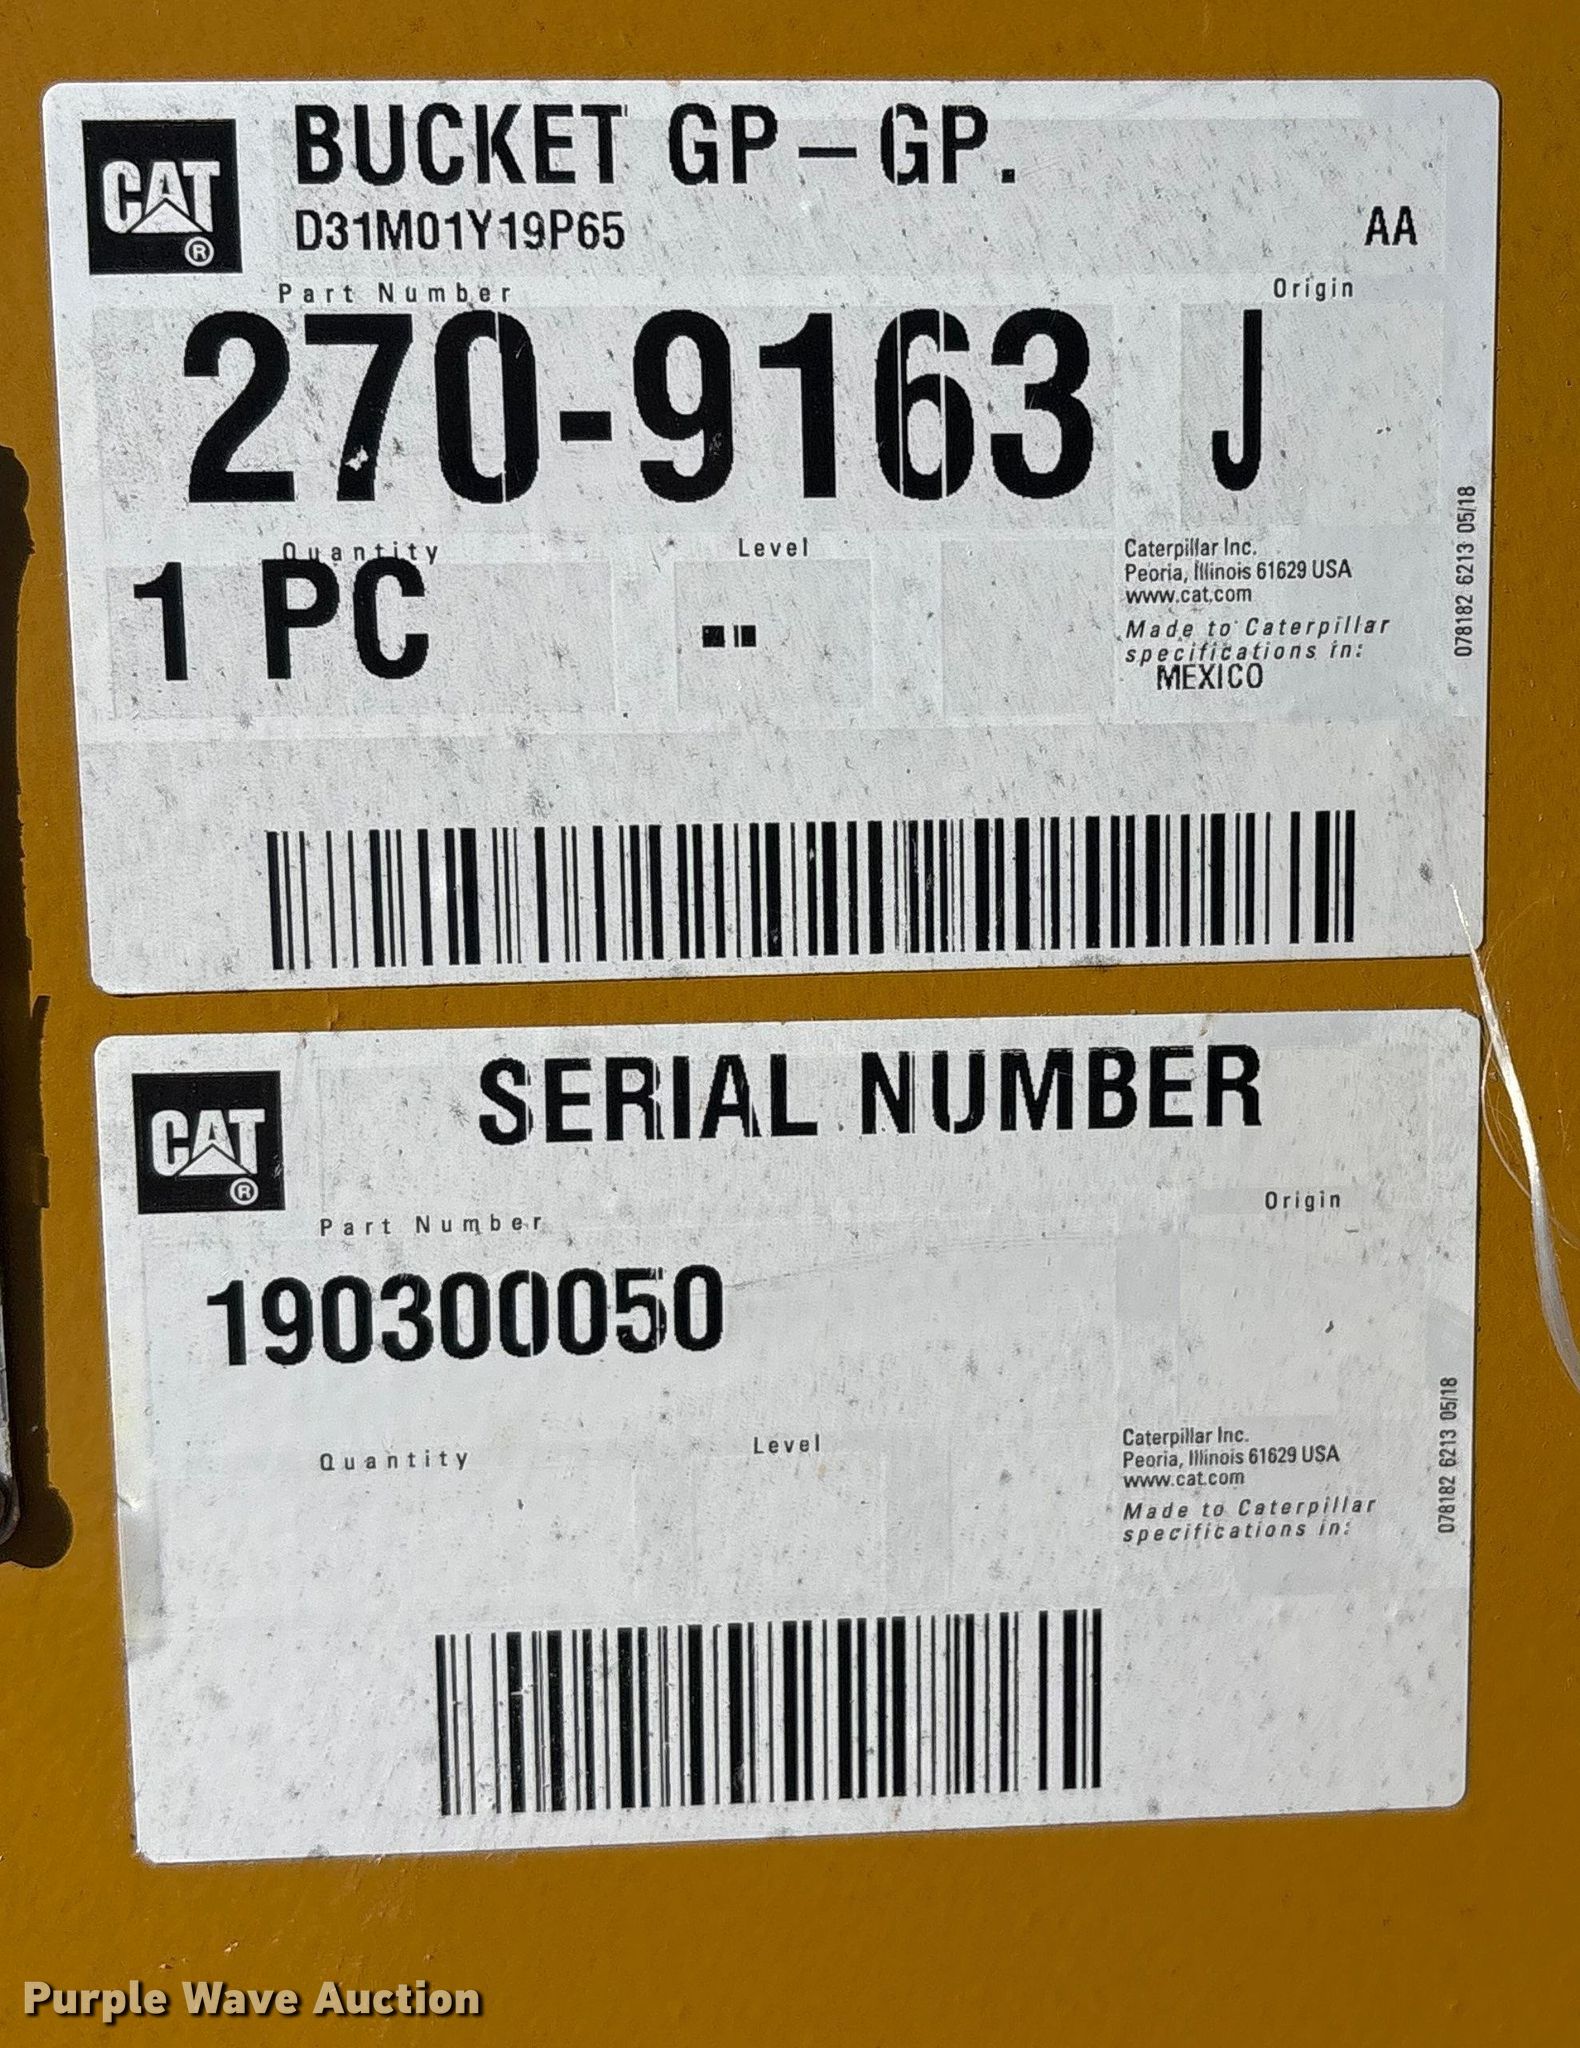 CAT®
BUCKET GP-GP.
D31M01Y19P65
AA
Part Number
Origin
270-9163 J
Quantity
Level
1 PC
Caterpillar Inc.
Peoria, Illinois 61629 USA
www.cat.com
Made to Caterpillar
specifications in:
MEXICO
078182 6213 05/18
CAT®
SERIAL NUMBER
Part Number
Origin
190300050
Quantity
Level
Caterpillar Inc.
Peoria, Illinois 61629 USA
www.cat.com
Made to Caterpillar
specifications in:
078182 6213 05/18
Purple Wave Auction